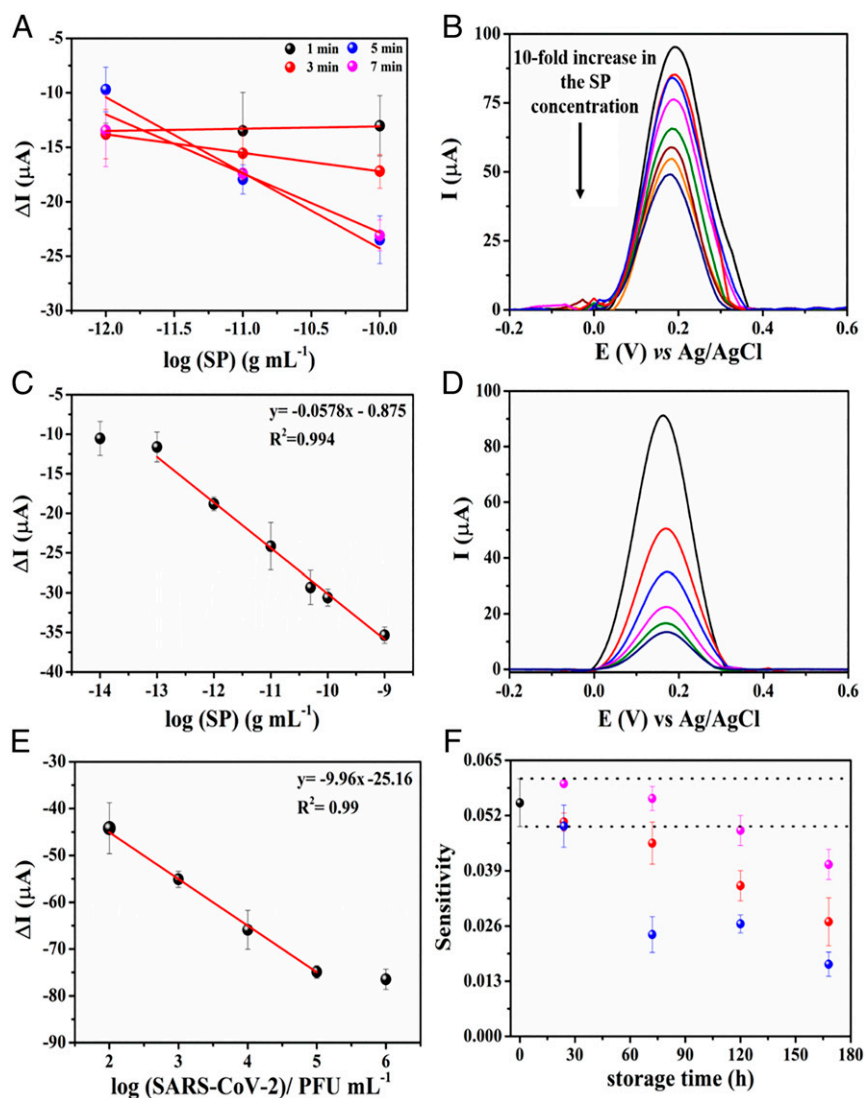 A
-5
-10
-15
-20
-25
-30
ΔI (µA)
1 min 5 min
3 min 7 min
-12.0 -11.5 -11.0 -10.5 -10.0
log (SP) (g mL⁻¹)
B
100
75
50
25
0
I (µA)
10-fold increase in
the SP
concentration
-0.2 0.0 0.2 0.4 0.6
E (V) vs Ag/AgCl
C
-5
-10
-15
-20
-25
-30
-35
-40
ΔI (µA)
y= -0.0578x - 0.875
R²=0.994
-14 -13 -12 -11 -10 -9
log (SP) (g mL⁻¹)
D
100
80
60
40
20
0
I (µA)
-0.2 0.0 0.2 0.4 0.6
E (V) vs Ag/AgCl
E
-30
-40
-50
-60
-70
-80
-90
ΔI (µA)
y= -9.96x -25.16
R²= 0.99
2 3 4 5 6
log (SARS-CoV-2)/ PFU mL⁻¹
F
0.065
0.052
0.039
0.026
0.013
0.000
Sensitivity
0 30 60 90 120 150 180
storage time (h)